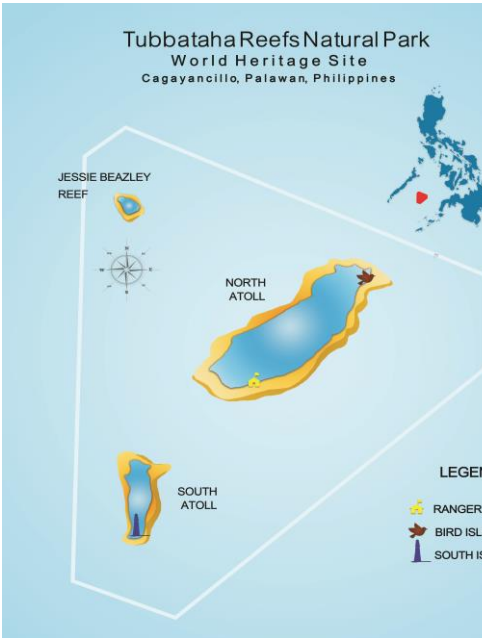 Tubbataha Reefs Natural Park
World Heritage Site
Cagayancillo, Palawan, Philippines
JESSIE BEAZLEY
REEF
N
W E
S
NORTH
ATOLL
SOUTH
ATOLL
LEGEN
RANGER
BIRD ISL
SOUTH IS